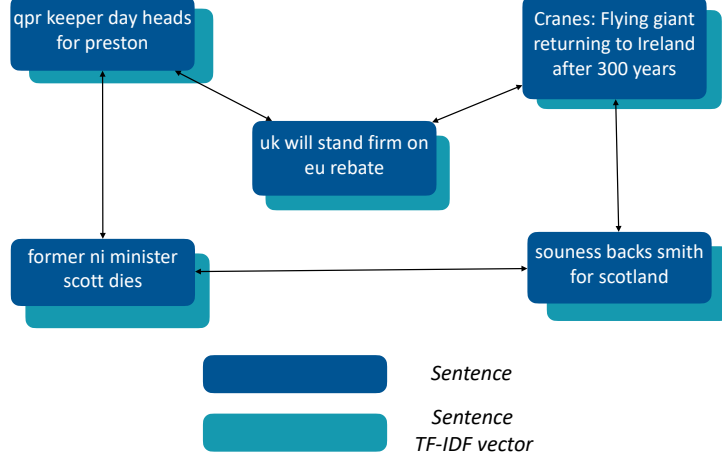 qpr keeper day heads
for preston
Cranes: Flying giant
returning to Ireland
after 300 years
uk will stand firm on
eu rebate
former ni minister
scott dies
souness backs smith
for scotland
Sentence
Sentence
TF-IDF vector